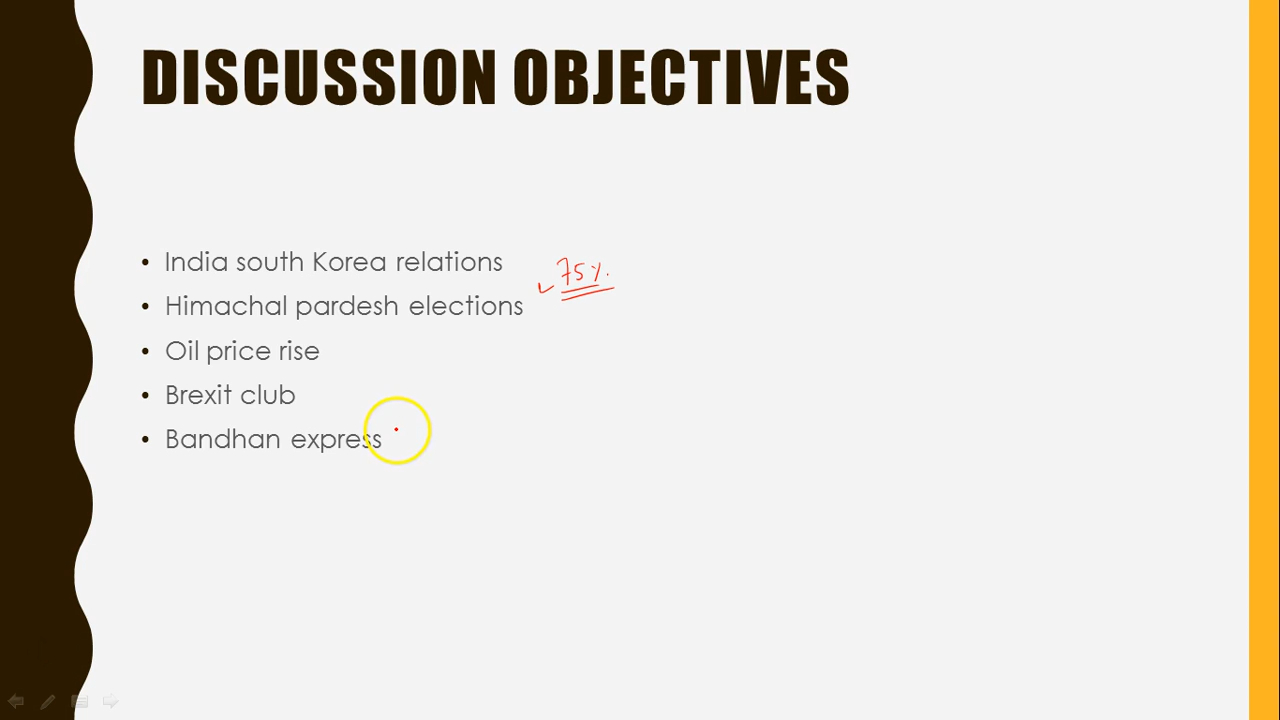 DISCUSSION OBJECTIVES
• India south Korea relations
75%.
• Himachal pardesh elections
• Oil price rise
• Brexit club
• Bandhan express